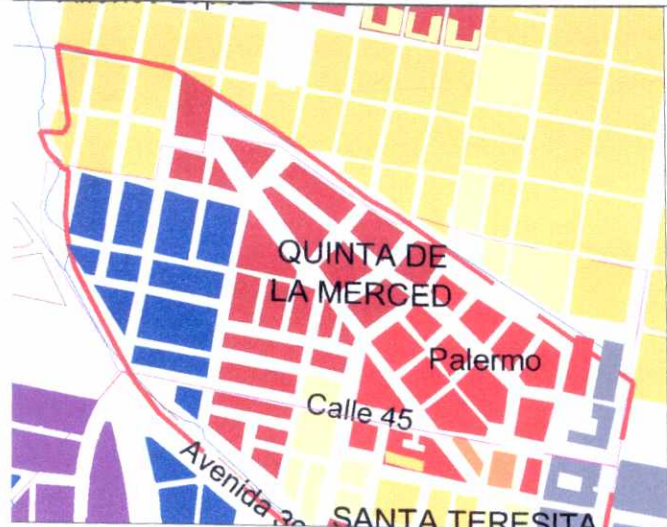 QUINTA DE
LA MERCED
Palermo
Calle 45
Avenida
SANTA TERESITA